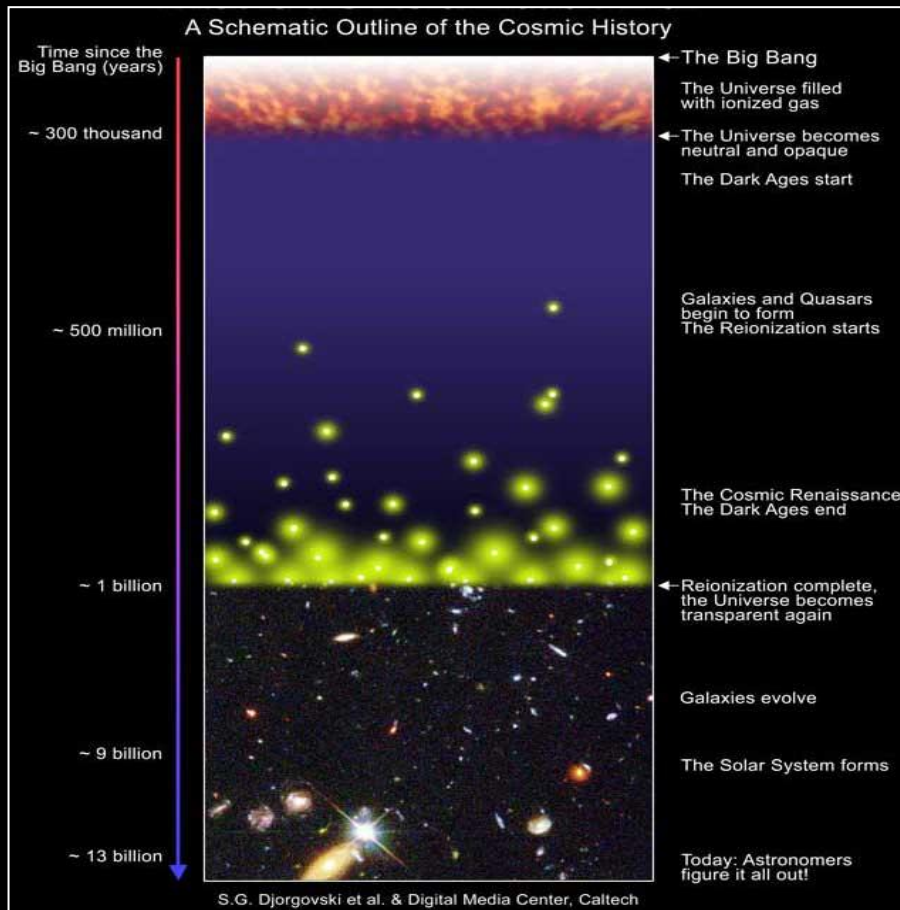 A Schematic Outline of the Cosmic History
Time since the
Big Bang (years)
The Big Bang
The Universe filled
with ionized gas
~ 300 thousand
The Universe becomes
neutral and opaque
The Dark Ages start
Galaxies and Quasars
begin to form
~ 500 million
The Reionization starts
The Cosmic Renaissance
The Dark Ages end
~ 1 billion
Reionization complete,
the Universe becomes
transparent again
Galaxies evolve
~ 9 billion
The Solar System forms
~ 13 billion
Today: Astronomers
figure it all out!
S.G. Djorgovski et al. & Digital Media Center, Caltech